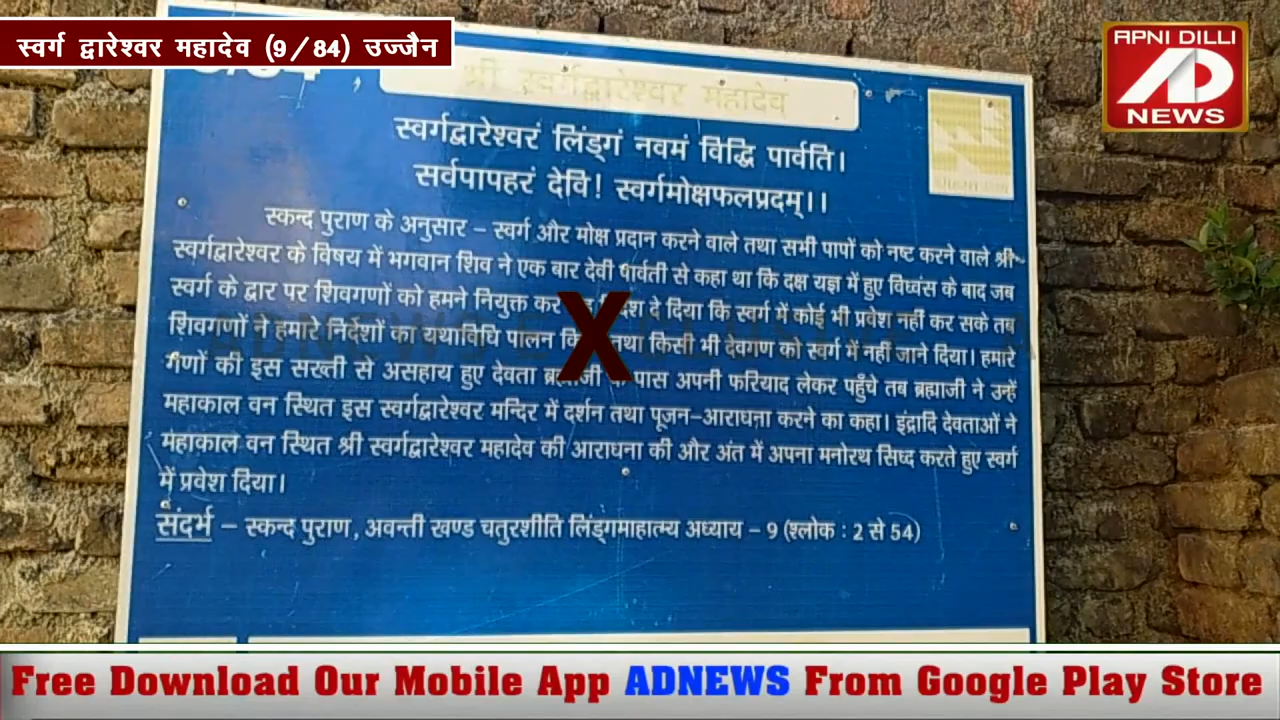 स्वर्ग द्वारेश्वर महादेव (9/84) उज्जैन
APNI DILLI
AD
NEWS
श्री स्वर्गद्वारेश्वर महादेव
स्वर्गद्वारेश्वरं लिंड्गं नवमं विद्धि पार्वति।
सर्वपापहरं देवि! स्वर्गमोक्षफलप्रदम्।।
स्कन्द पुराण के अनुसार – स्वर्ग और मोक्ष प्रदान करने वाले तथा सभी पापों को नष्ट करने वाले श्री
स्वर्गद्वारेश्वर के विषय में भगवान शिव ने एक बार देवी पार्वती से कहा था कि दक्ष यज्ञ में हुए विध्वंस के बाद जब
स्वर्ग के द्वार पर शिवगणों को हमने नियुक्त कर दे दिया कि स्वर्ग में कोई भी प्रवेश नहीं कर सके तब
शिवगणों ने हमारे निर्देशों का यथाविधि पालन तथा किसी भी देवगण को स्वर्ग में नहीं जाने दिया। हमारे
गणों की इस सख्ती से असहाय हुए देवता ब्रह्माजी पास अपनी फरियाद लेकर पहुँचे तब ब्रह्माजी ने उन्हें
महाकाल वन स्थित इस स्वर्गद्वारेश्वर मन्दिर में दर्शन तथा पूजन–आराधना करने का कहा। इंद्रादि देवताओं ने
महाकाल वन स्थित श्री स्वर्गद्वारेश्वर महादेव की आराधना की और अंत में अपना मनोरथ सिध्द करते हुए स्वर्ग
में प्रवेश दिया।
संदर्भ – स्कन्द पुराण, अवन्ती खण्ड चतुरशीति लिंड्गमाहात्म्य अध्याय – 9 (श्लोक : 2 से 54)
X
Free Download Our Mobile App ADNEWS From Google Play Store